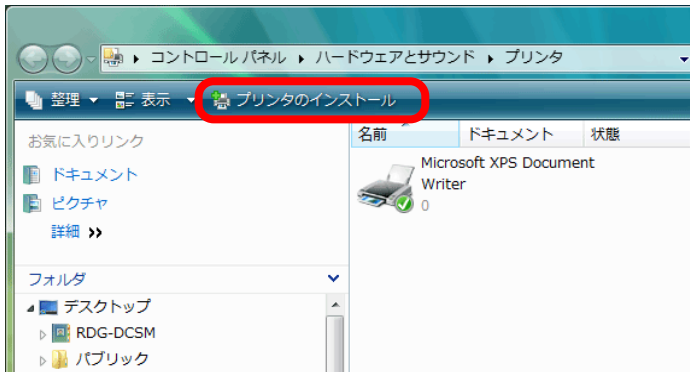 コントロール パネル ハードウェアとサウンド プリンタ
整理 表示 プリンタのインストール
お気に入りリンク
ドキュメント
ピクチャ
詳細 »
フォルダ
デスクトップ
RDG-DCSM
パブリック
名前 ドキュメント 状態
Microsoft XPS Document
Writer
0